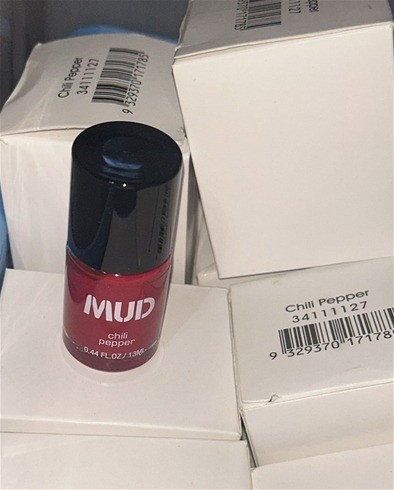 Chili Pepper
34111127
9 329370 171785
MUD
chili
pepper
0.44 FL.OZ / 13ML
Chili Pepper
34111127
9 329370 17178